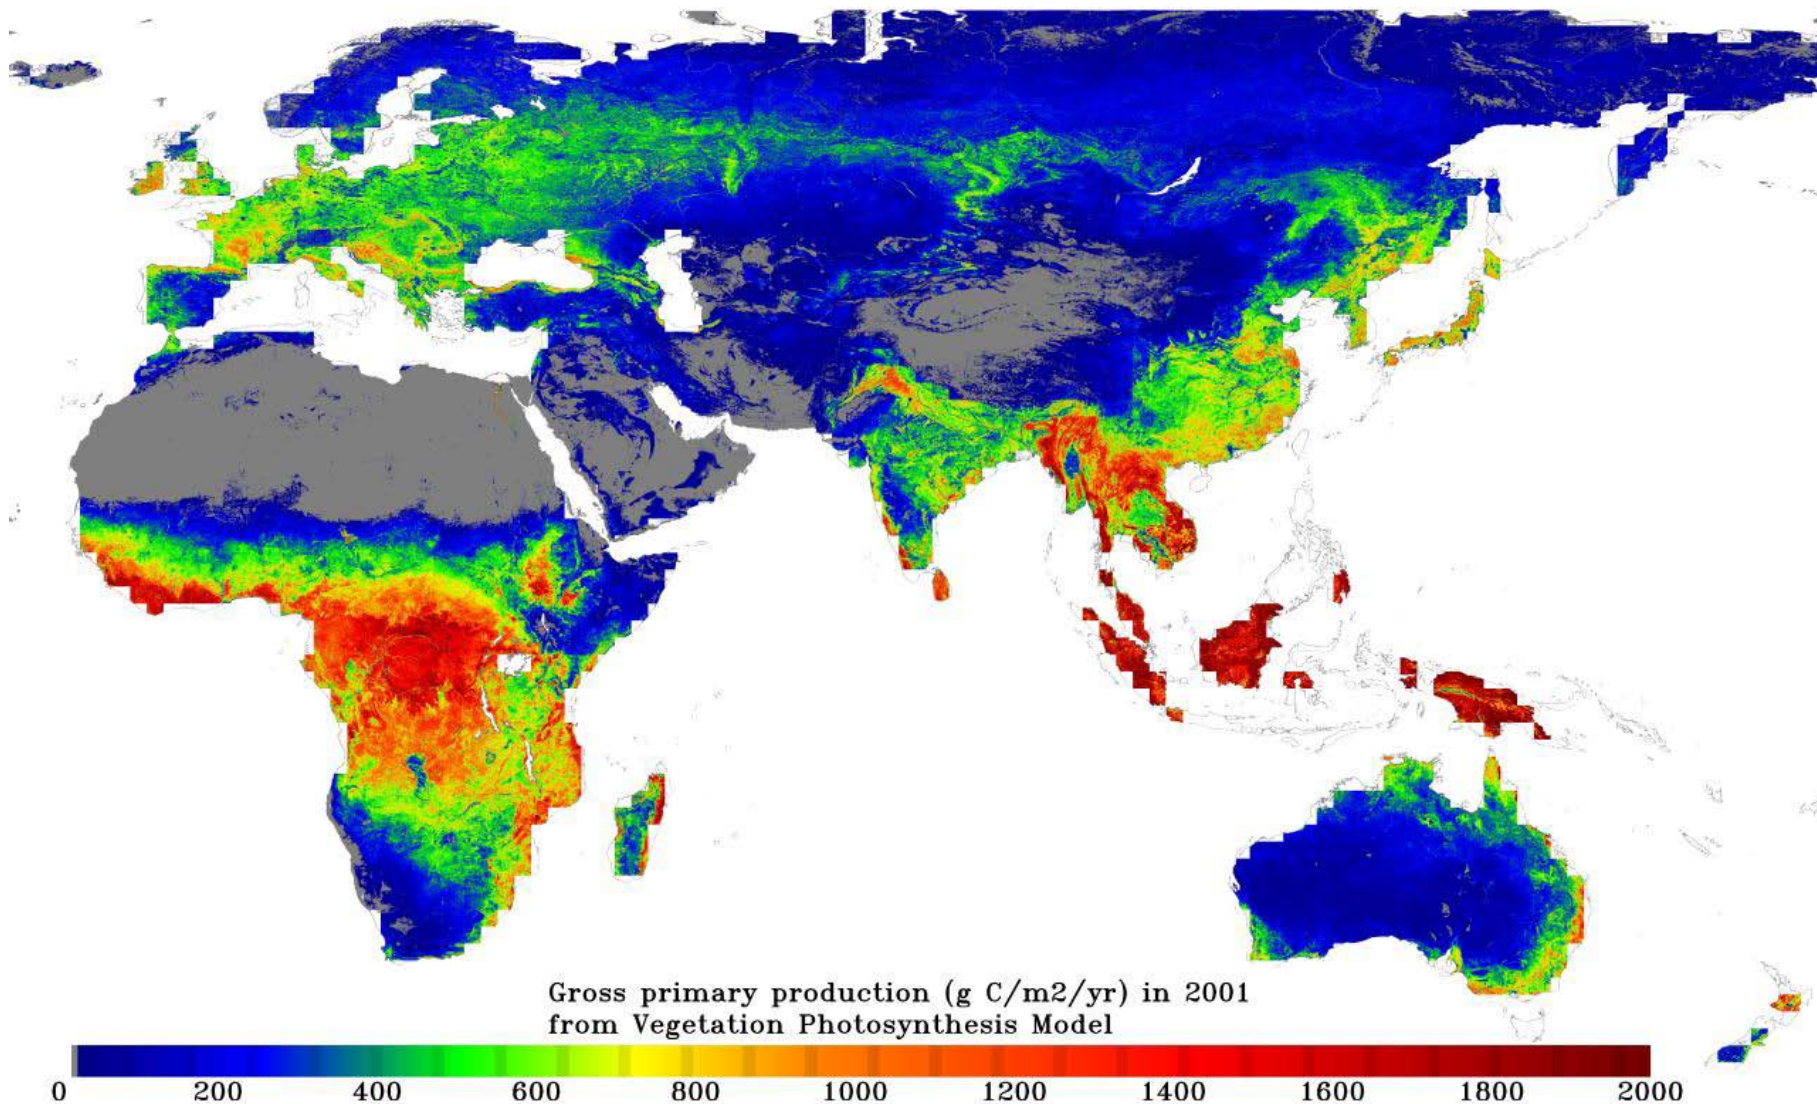 Gross primary production (g C/m2/yr) in 2001
from Vegetation Photosynthesis Model
0 200 400 600 800 1000 1200 1400 1600 1800 2000